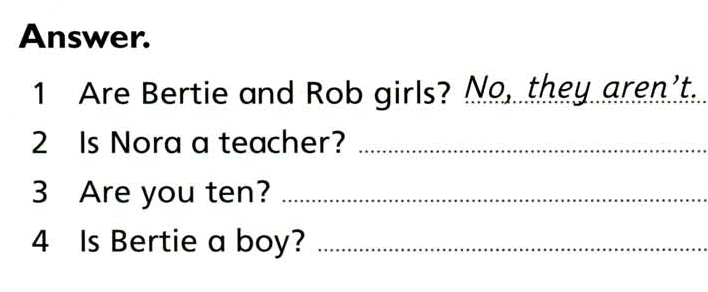 Answer.
1 Are Bertie and Rob girls? No, they aren't.
2 Is Nora a teacher?
3 Are you ten?
4 Is Bertie a boy?